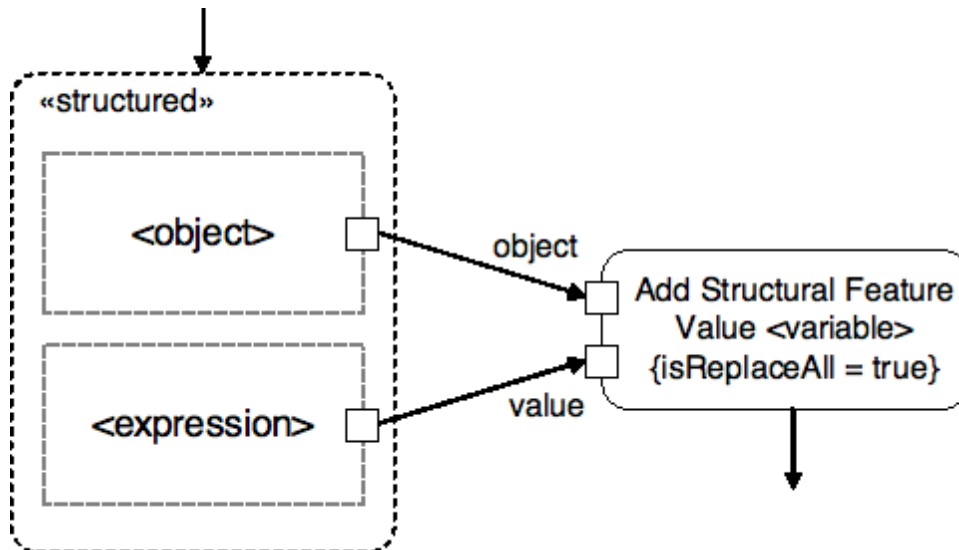 «structured»
<object>
object
<expression>
value
Add Structural Feature
Value <variable>
{isReplaceAll = true}